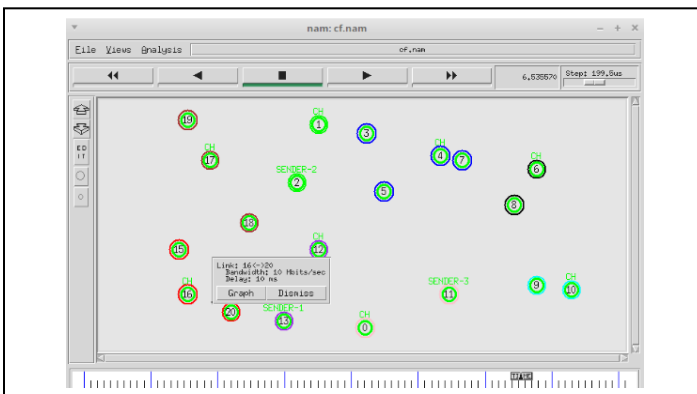 nam: cf.nam
File Views Analysis cf.nam
6.535570 Step: 199.5us
ED
IT
19
CH
1
3
CH
17
CH
4
7
CH
6
SENDER-2
2
5
8
18
15
CH
12
Link: 16<->20
Bandwidth: 10 Mbits/sec
Delay: 10 ms
Graph Dismiss
CH
16
SENDER-3
11
9
CH
10
20
SENDER-1
13
CH
0